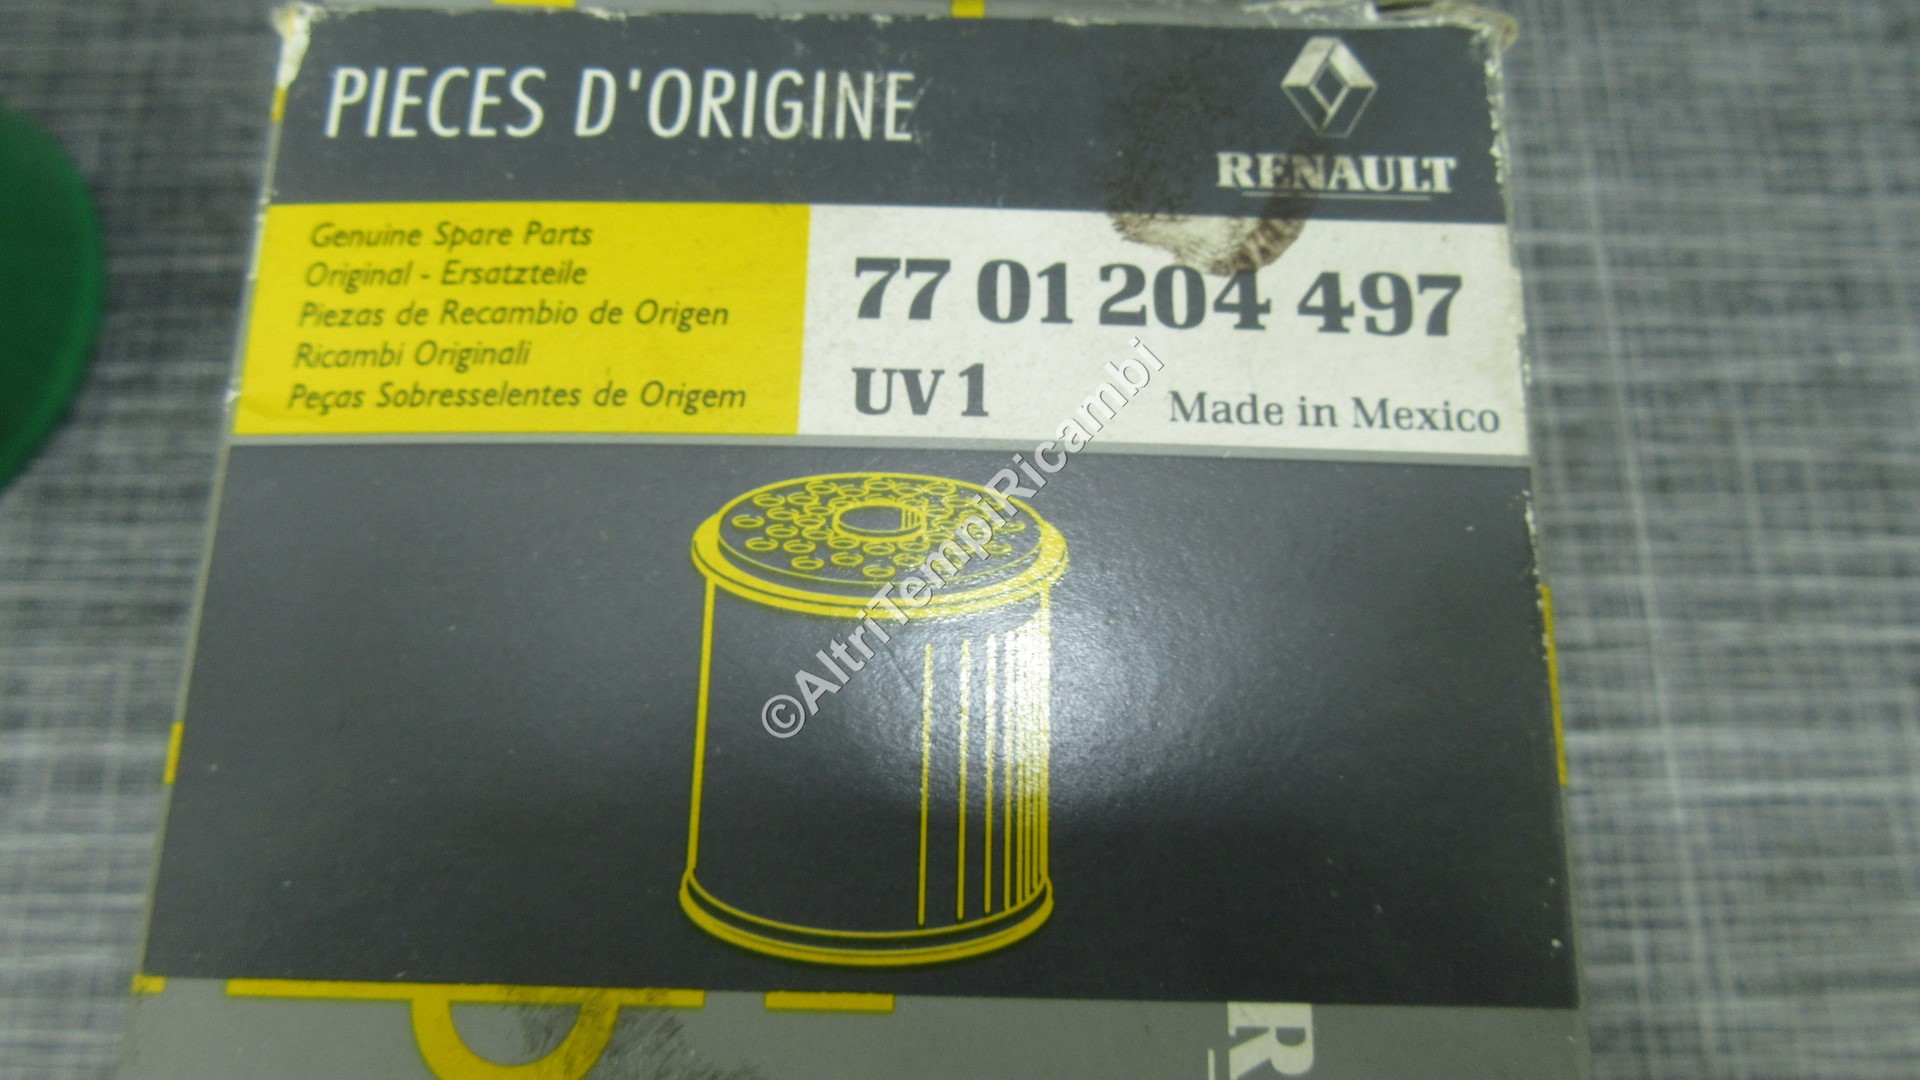 PIECES D'ORIGINE
RENAULT
Genuine Spare Parts
Original - Ersatzteile
Piezas de Recambio de Origen
Ricambi Originali
Peças Sobresselentes de Origem
77 01 204 497
UV 1
Made in Mexico
©AltriTempiRicambi
R